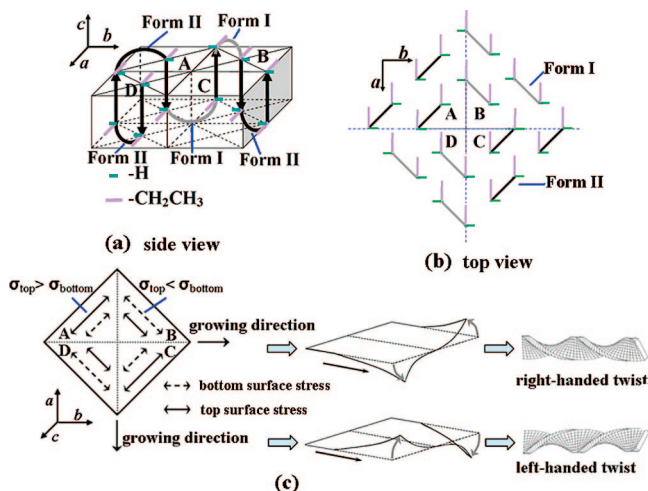 Form II
Form I
c
b
a
A
B
D
C
Form II
Form I
Form II
-H
-CH2CH3
(a) side view
b
a
Form I
A
B
D
C
Form II
(b) top view
σtop> σbottom
σtop< σbottom
A
B
D
C
growing direction
right-handed twist
bottom surface stress
top surface stress
a
b
c
growing direction
left-handed twist
(c)